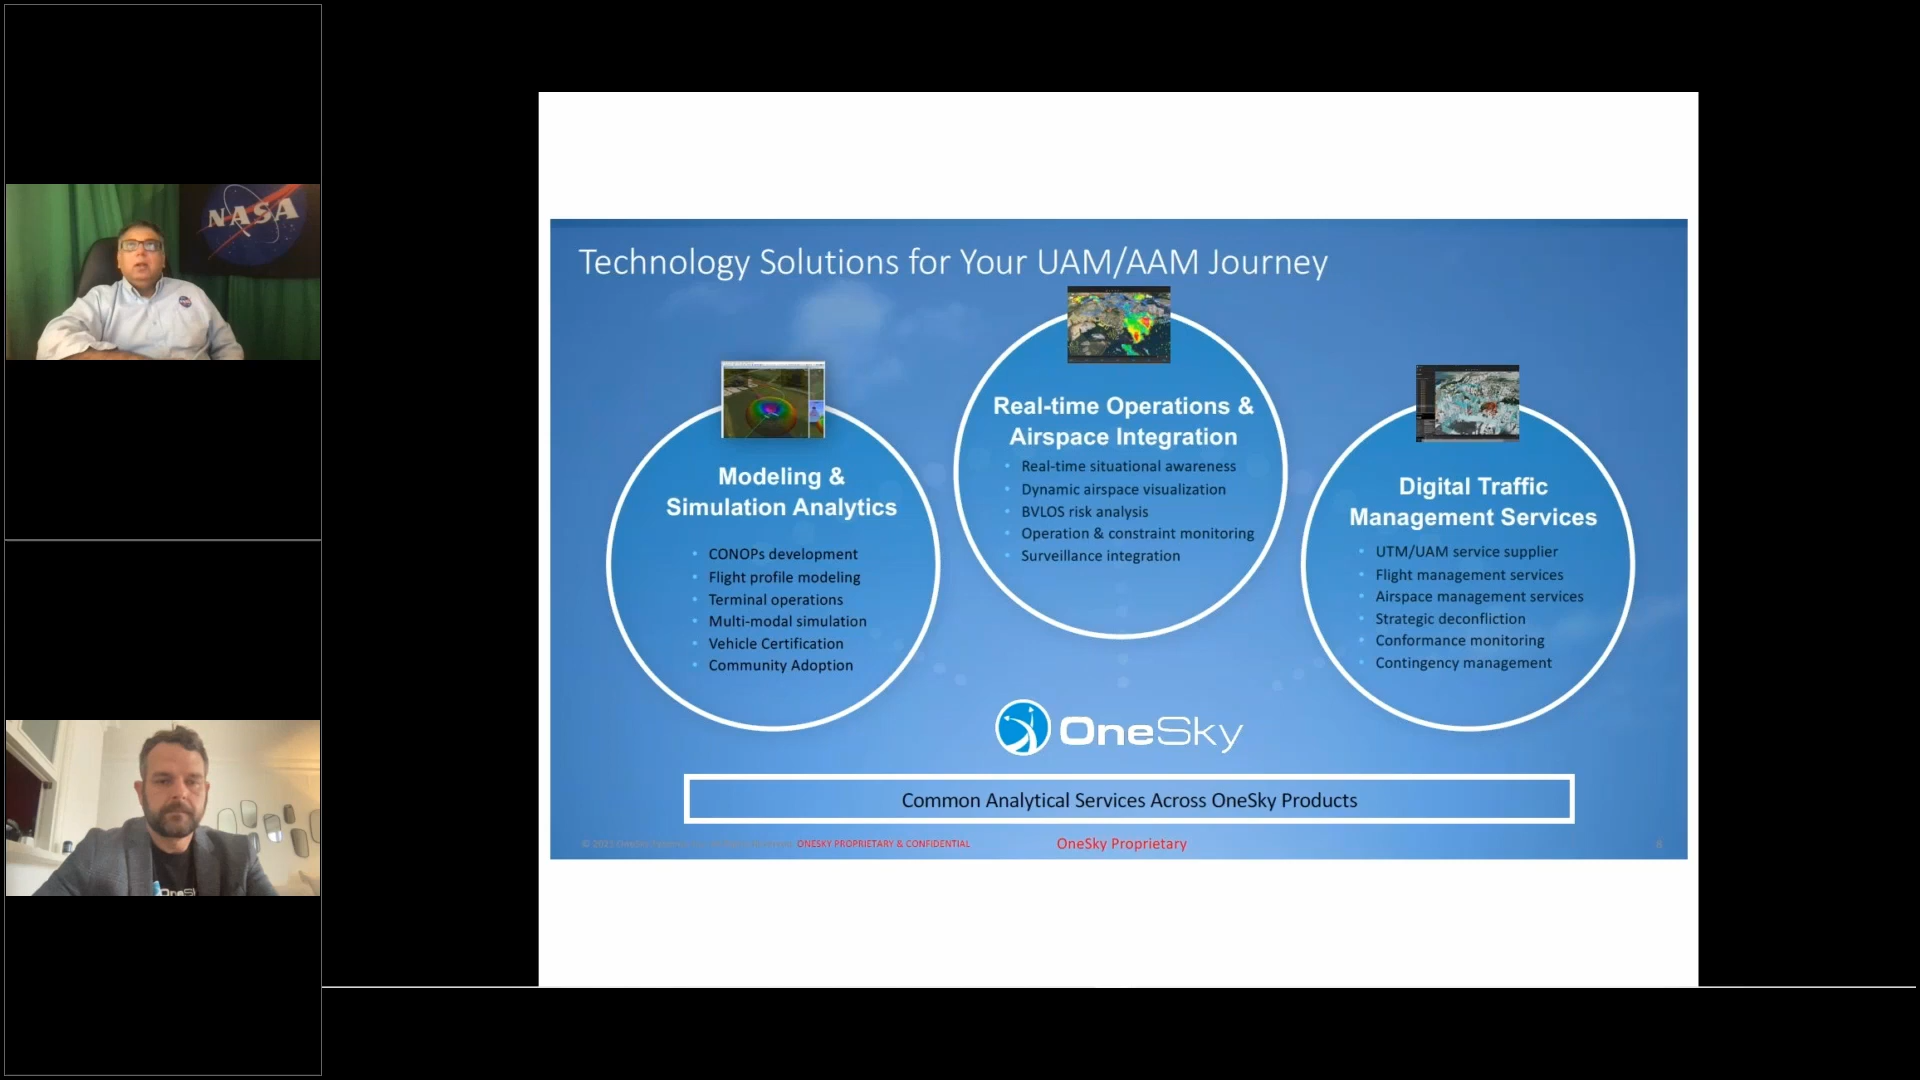 NASA
Technology Solutions for Your UAM/AAM Journey
Modeling &
Simulation Analytics
• CONOPs development
• Flight profile modeling
• Terminal operations
• Multi-modal simulation
• Vehicle Certification
• Community Adoption
Real-time Operations &
Airspace Integration
• Real-time situational awareness
• Dynamic airspace visualization
• BVLOS risk analysis
• Operation & constraint monitoring
• Surveillance integration
Digital Traffic
Management Services
• UTM/UAM service supplier
• Flight management services
• Airspace management services
• Strategic deconfliction
• Conformance monitoring
• Contingency management
OneSky
Common Analytical Services Across OneSky Products
ONESKY PROPRIETARY & CONFIDENTIAL
OneSky Proprietary
OneS